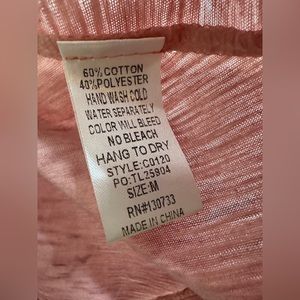 60% COTTON
40%POLYESTER
HAND WASH COLD
WATER SEPARATELY
COLOR WILL BLEED
NO BLEACH
HANG TO DRY
STYLE:C0120
PO:TL25904
SIZE:M
RN#130733
MADE IN CHINA